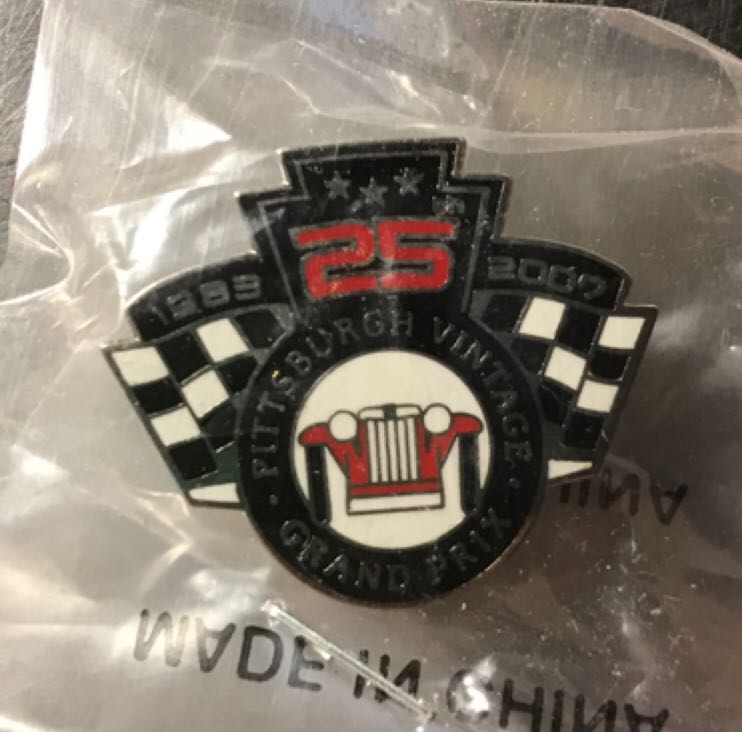 25
1983 2007
· PITTSBURGH VINTAGE ·
GRAND PRIX
MADE IN CHINA